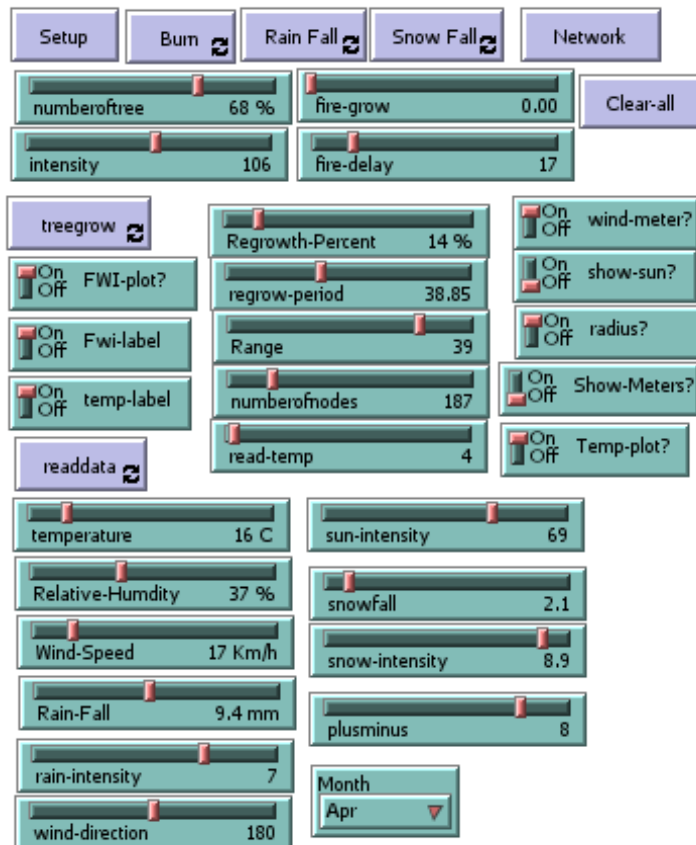 Setup Burn Rain Fall Snow Fall Network
numberoftree 68 % fire-grow 0.00 Clear-all
intensity 106 fire-delay 17
treegrow
On
Off FWI-plot?
On
Off Fwi-label
On
Off temp-label
readdata
Regrowth-Percent 14 %
regrow-period 38.85
Range 39
numberofnodes 187
read-temp 4
On
Off wind-meter?
On
Off show-sun?
On
Off radius?
On
Off Show-Meters?
On
Off Temp-plot?
temperature 16 C
Relative-Humdity 37 %
Wind-Speed 17 Km/h
Rain-Fall 9.4 mm
rain-intensity 7
wind-direction 180
sun-intensity 69
snowfall 2.1
snow-intensity 8.9
plusminus 8
Month
Apr